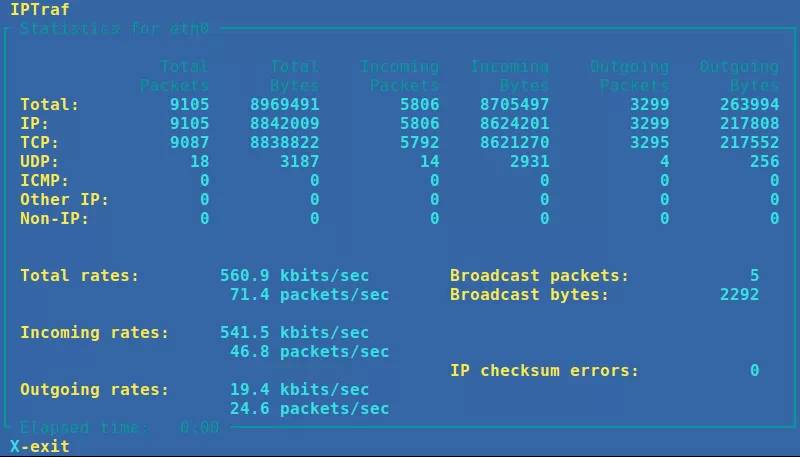 IPTraf
Statistics for eth0
Total Total Incoming Incoming Outgoing Outgoing
Packets Bytes Packets Bytes Packets Bytes
Total: 9105 8969491 5806 8705497 3299 263994
IP: 9105 8842009 5806 8624201 3299 217808
TCP: 9087 8838822 5792 8621270 3295 217552
UDP: 18 3187 14 2931 4 256
ICMP: 0 0 0 0 0 0
Other IP: 0 0 0 0 0 0
Non-IP: 0 0 0 0 0 0
Total rates: 560.9 kbits/sec Broadcast packets: 5
71.4 packets/sec Broadcast bytes: 2292
Incoming rates: 541.5 kbits/sec
46.8 packets/sec
IP checksum errors: 0
Outgoing rates: 19.4 kbits/sec
24.6 packets/sec
Elapsed time: 0:00
X-exit